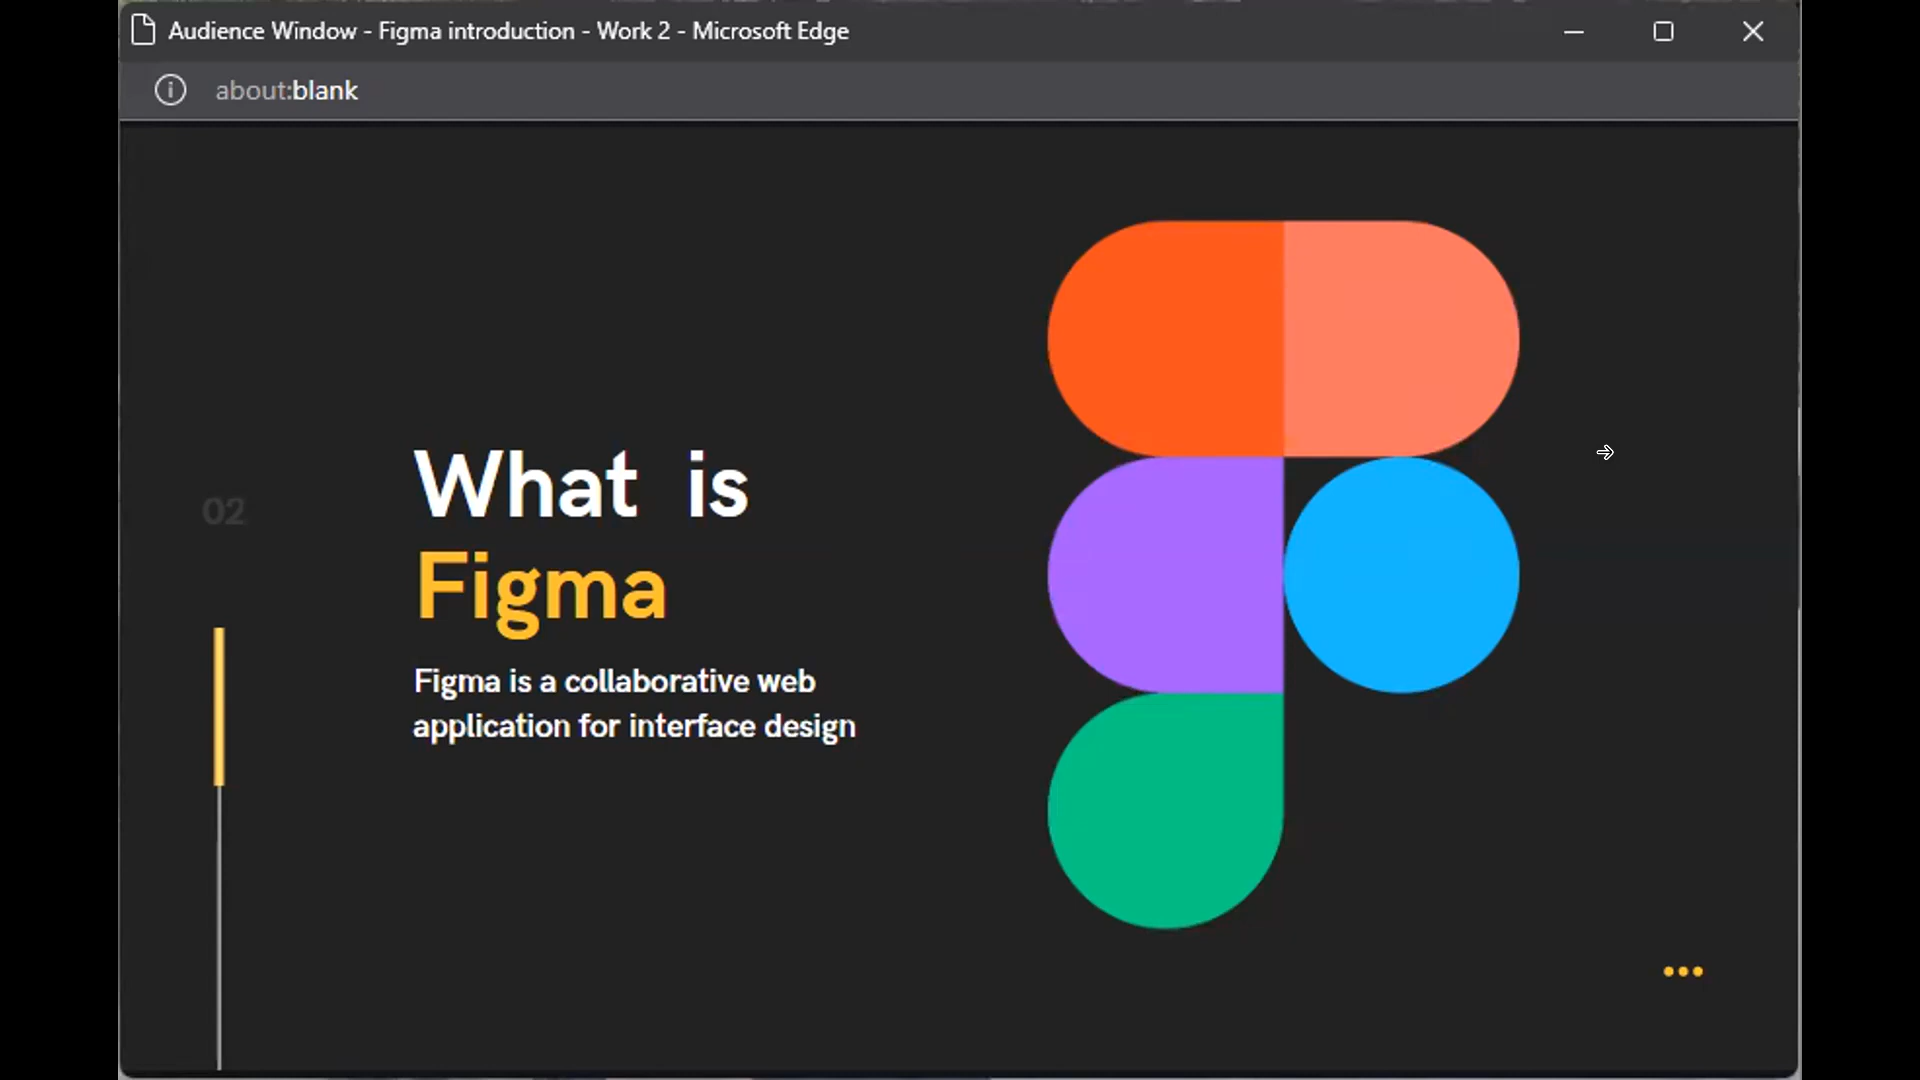 Audience Window - Figma introduction - Work 2 - Microsoft Edge
about:blank
02
What is
Figma
Figma is a collaborative web
application for interface design